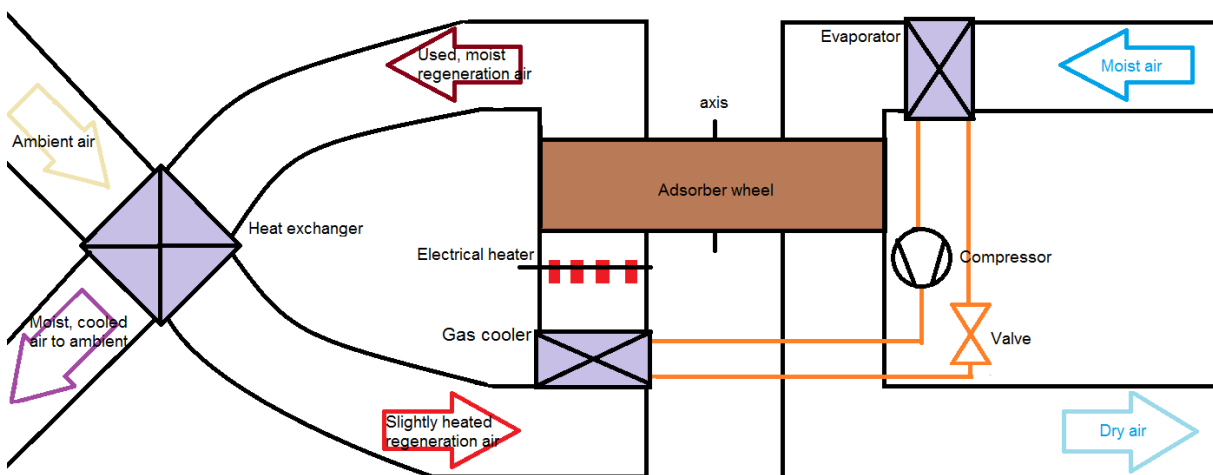 Evaporator
Used, moist
regeneration air
Moist air
axis
Ambient air
Adsorber wheel
Heat exchanger
Electrical heater
Compressor
Moist, cooled
air to ambient
Gas cooler
Valve
Slightly heated
regeneration air
Dry air